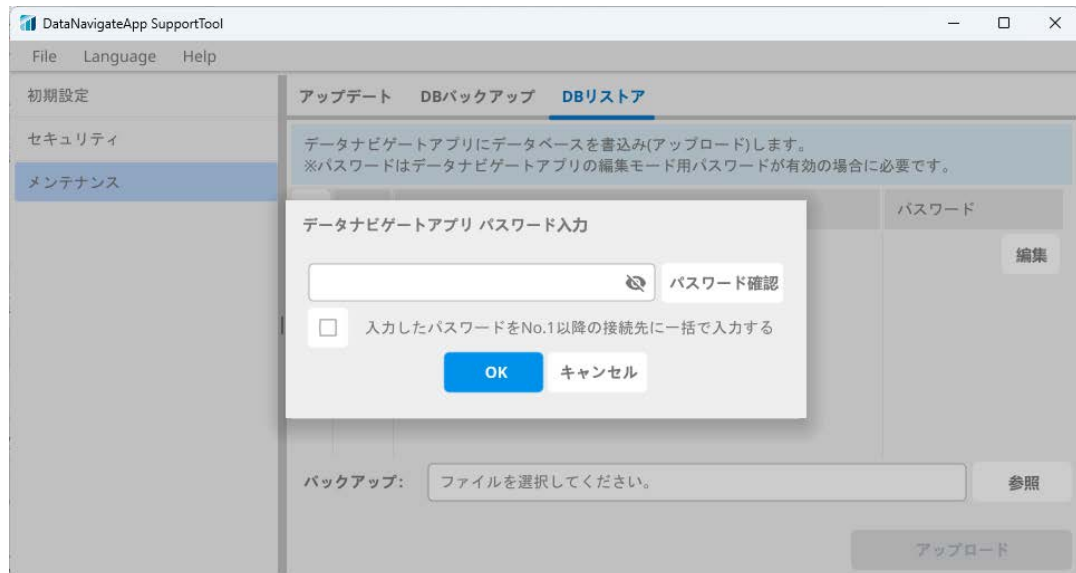 DataNavigateApp SupportTool
File Language Help
初期設定
セキュリティ
メンテナンス
アップデート DBバックアップ DBリストア
データナビゲートアプリにデータベースを書込み(アップロード)します。
※パスワードはデータナビゲートアプリの編集モード用パスワードが有効の場合に必要です。
パスワード
編集
データナビゲートアプリ パスワード入力
パスワード確認
入力したパスワードをNo.1以降の接続先に一括で入力する
OK キャンセル
バックアップ: ファイルを選択してください。 参照
アップロード